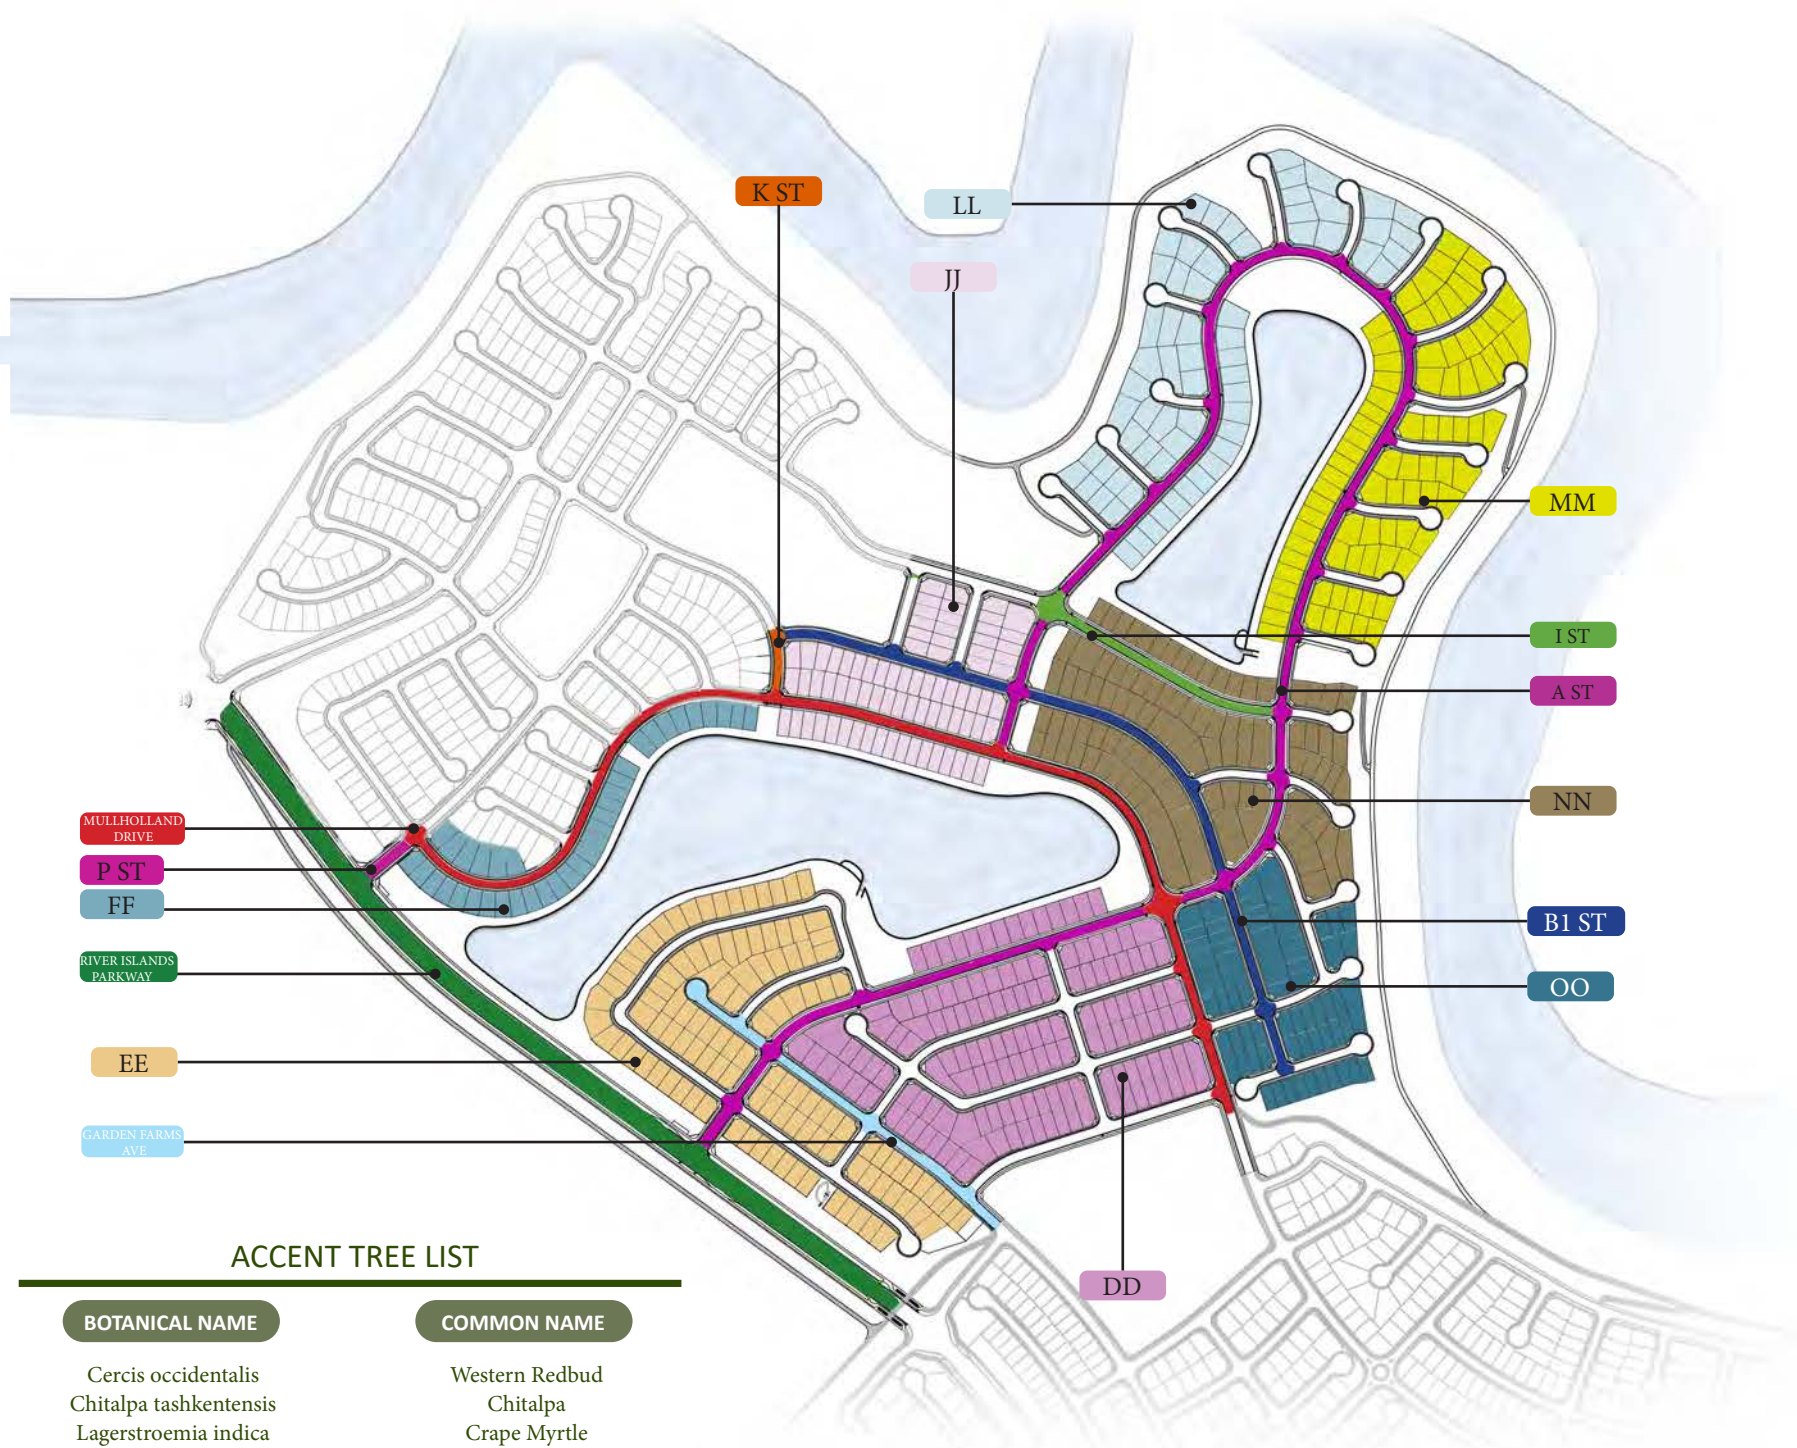 K ST
LL
JJ
MM
I ST
A ST
NN
B1 ST
OO
MULLHOLLAND
DRIVE
P ST
FF
RIVER ISLANDS
PARKWAY
EE
GARDEN FARMS
AVE
DD
ACCENT TREE LIST
BOTANICAL NAME
COMMON NAME
Cercis occidentalis
Western Redbud
Chitalpa tashkentensis
Chitalpa
Lagerstroemia indica
Crape Myrtle